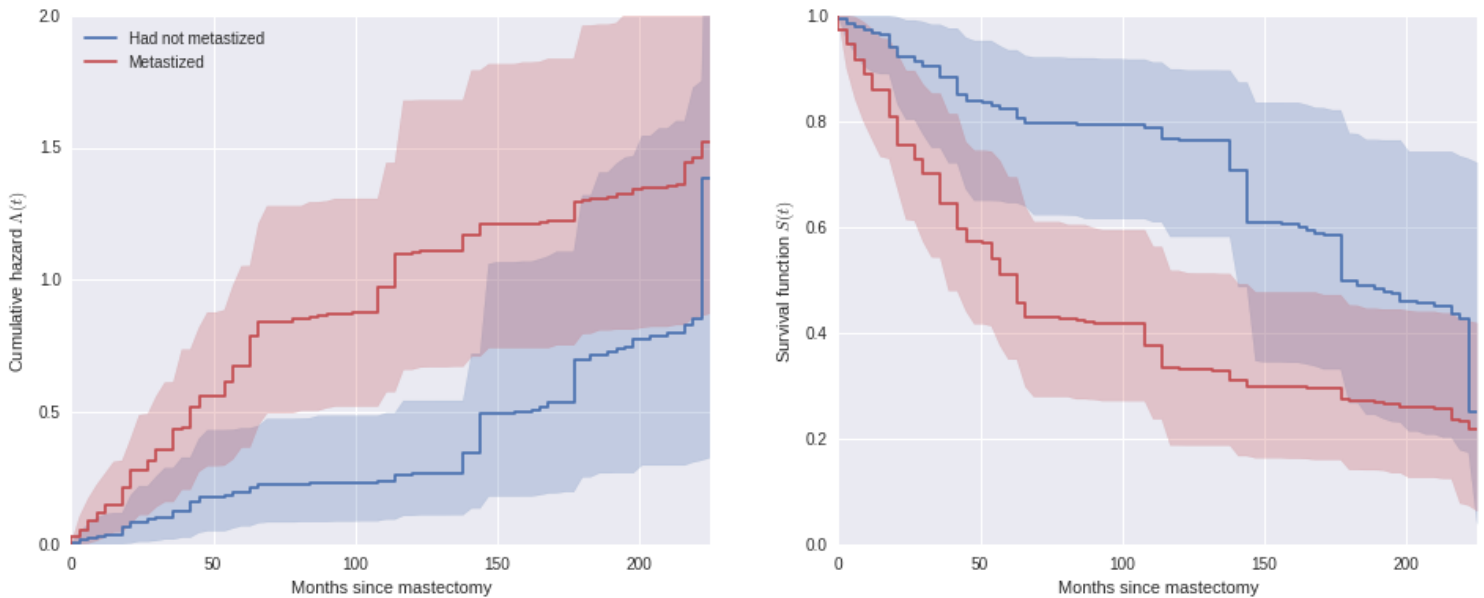 2.0
1.5
1.0
0.5
0.0
Cumulative hazard Λ(t)
Had not metastized
Metastized
0 50 100 150 200
Months since mastectomy
1.0
0.8
0.6
0.4
0.2
0.0
Survival function S(t)
0 50 100 150 200
Months since mastectomy